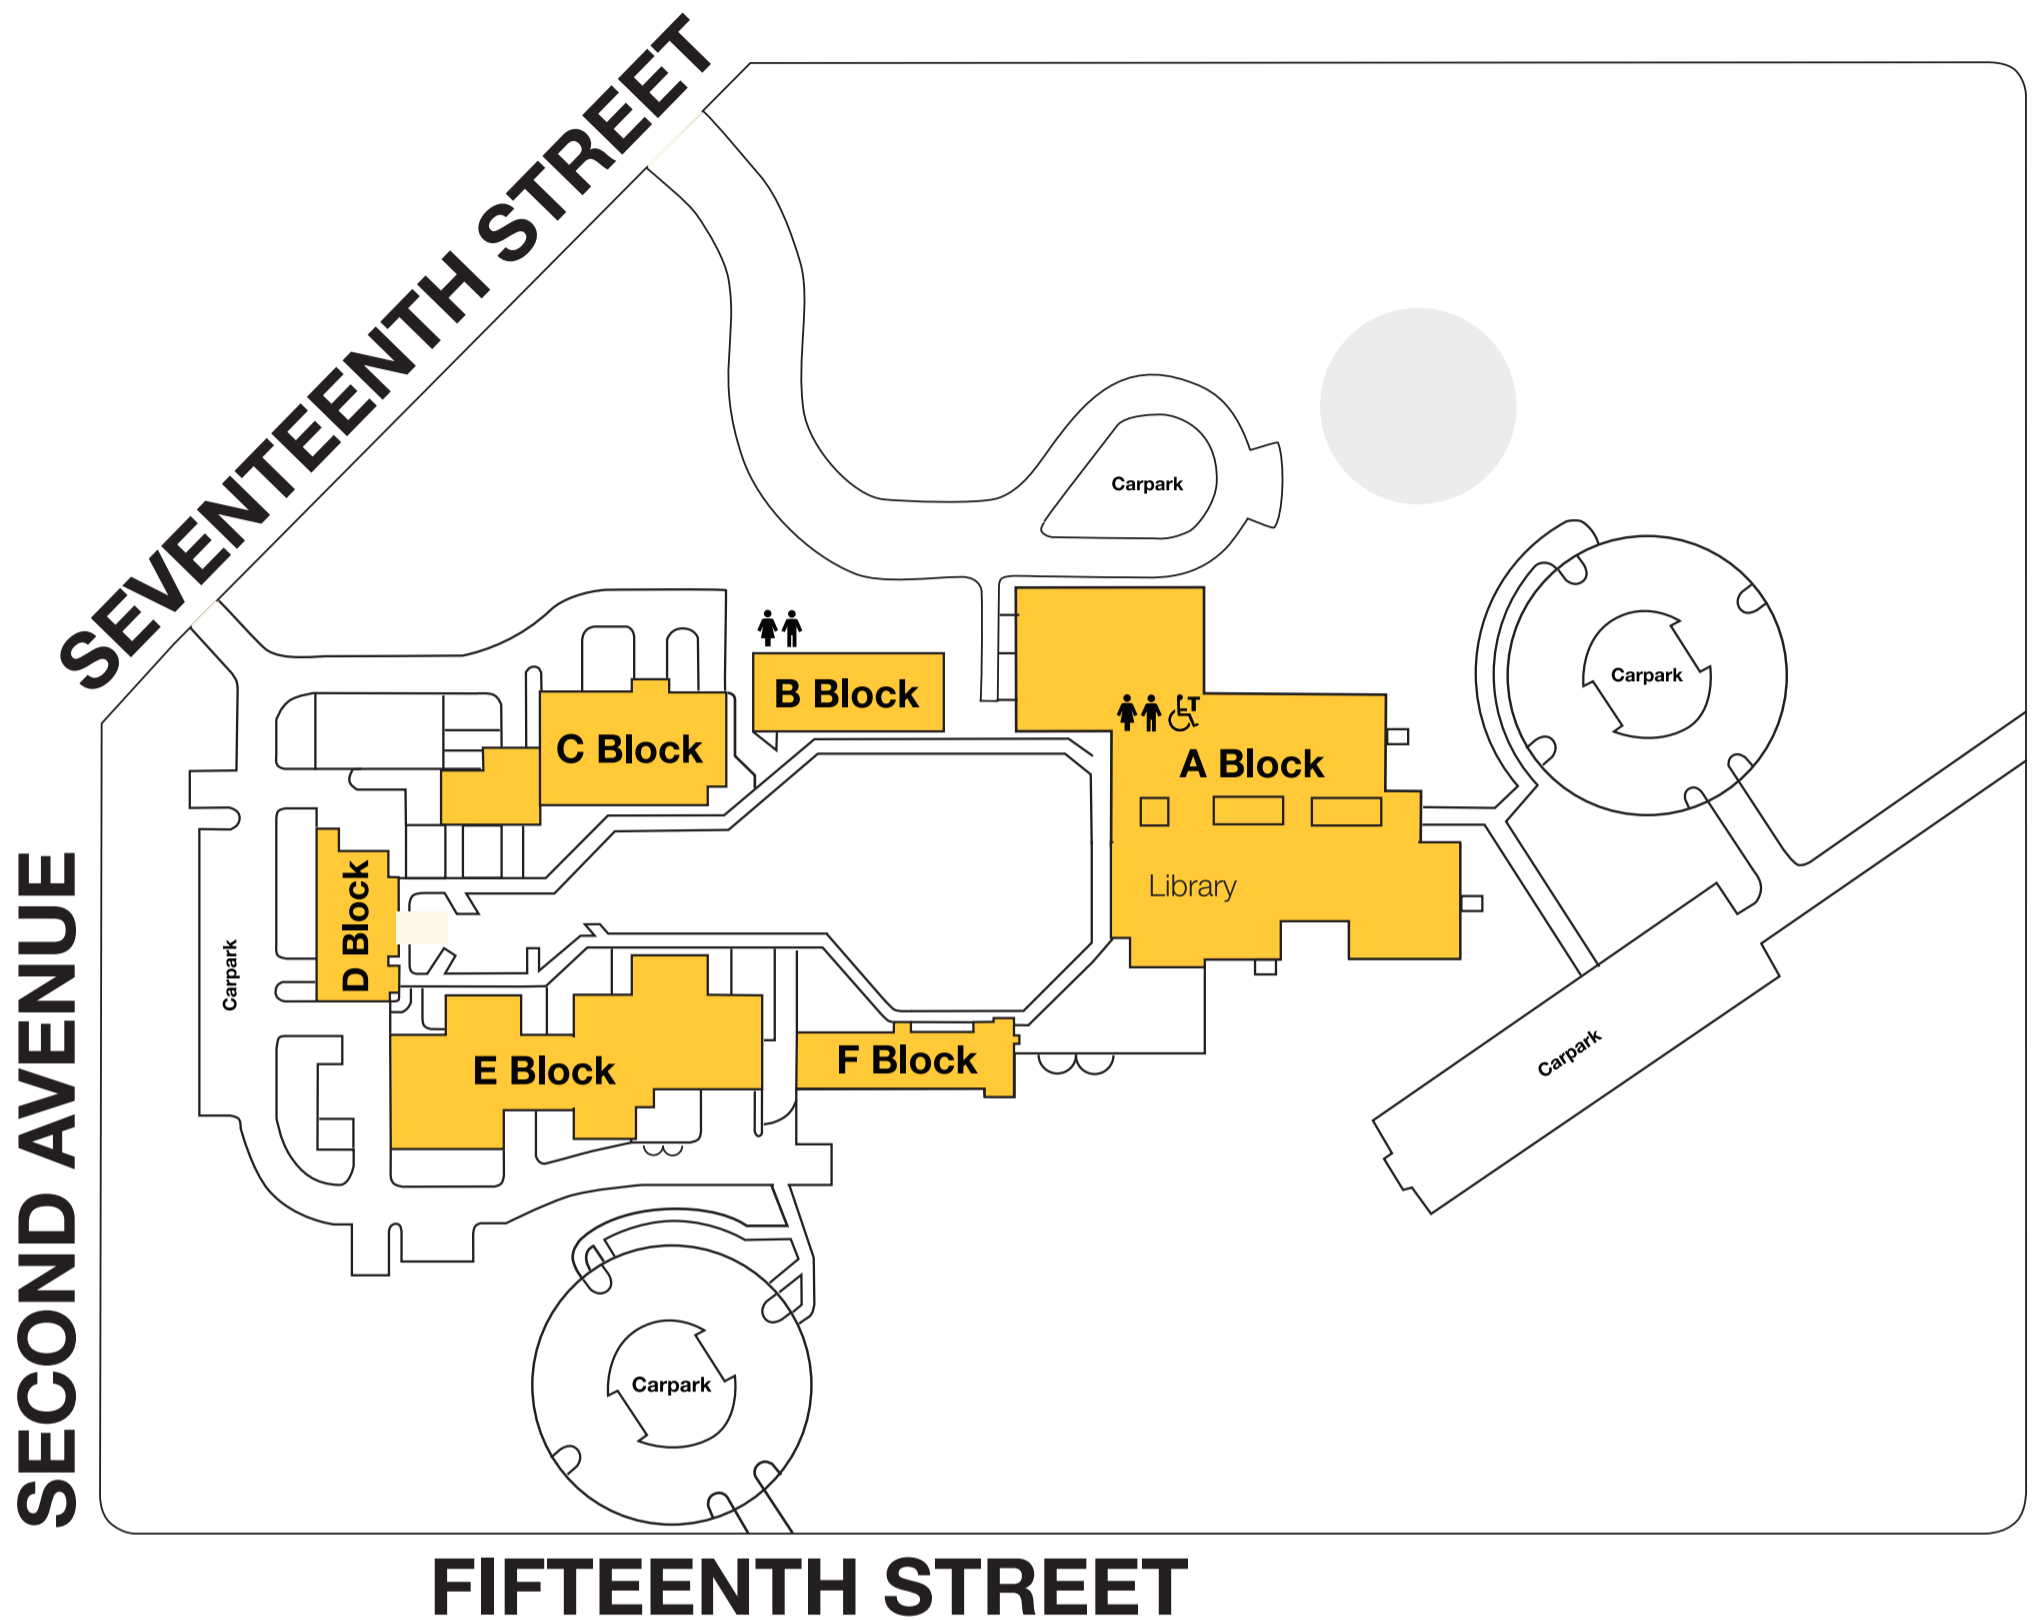 SEVENTEENTH STREET
Carpark
Carpark
B Block
C Block
A Block
Library
D Block
Carpark
Carpark
E Block
F Block
Carpark
SECOND AVENUE
FIFTEENTH STREET